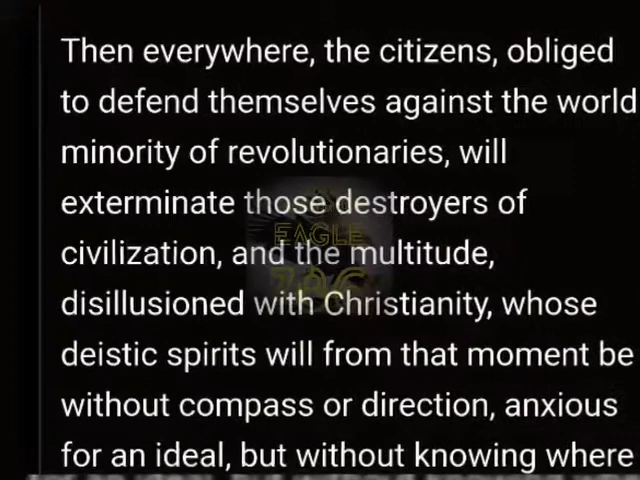 Then everywhere, the citizens, obliged
to defend themselves against the world
minority of revolutionaries, will
exterminate those destroyers of
civilization, and the multitude,
disillusioned with Christianity, whose
deistic spirits will from that moment be
without compass or direction, anxious
for an ideal, but without knowing where
EAGLE